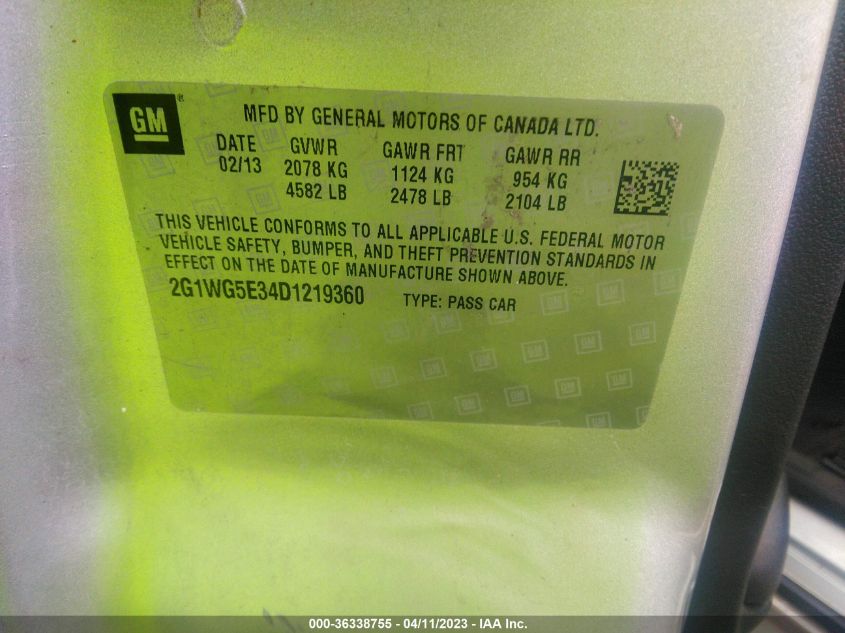 GM ®
MFD BY GENERAL MOTORS OF CANADA LTD.
DATE GVWR GAWR FRT GAWR RR
02/13 2078 KG 1124 KG 954 KG
4582 LB 2478 LB 2104 LB
THIS VEHICLE CONFORMS TO ALL APPLICABLE U.S. FEDERAL MOTOR
VEHICLE SAFETY, BUMPER, AND THEFT PREVENTION STANDARDS IN
EFFECT ON THE DATE OF MANUFACTURE SHOWN ABOVE.
2G1WG5E34D1219360 TYPE: PASS CAR
000-36338755 - 04/11/2023 - IAA Inc.